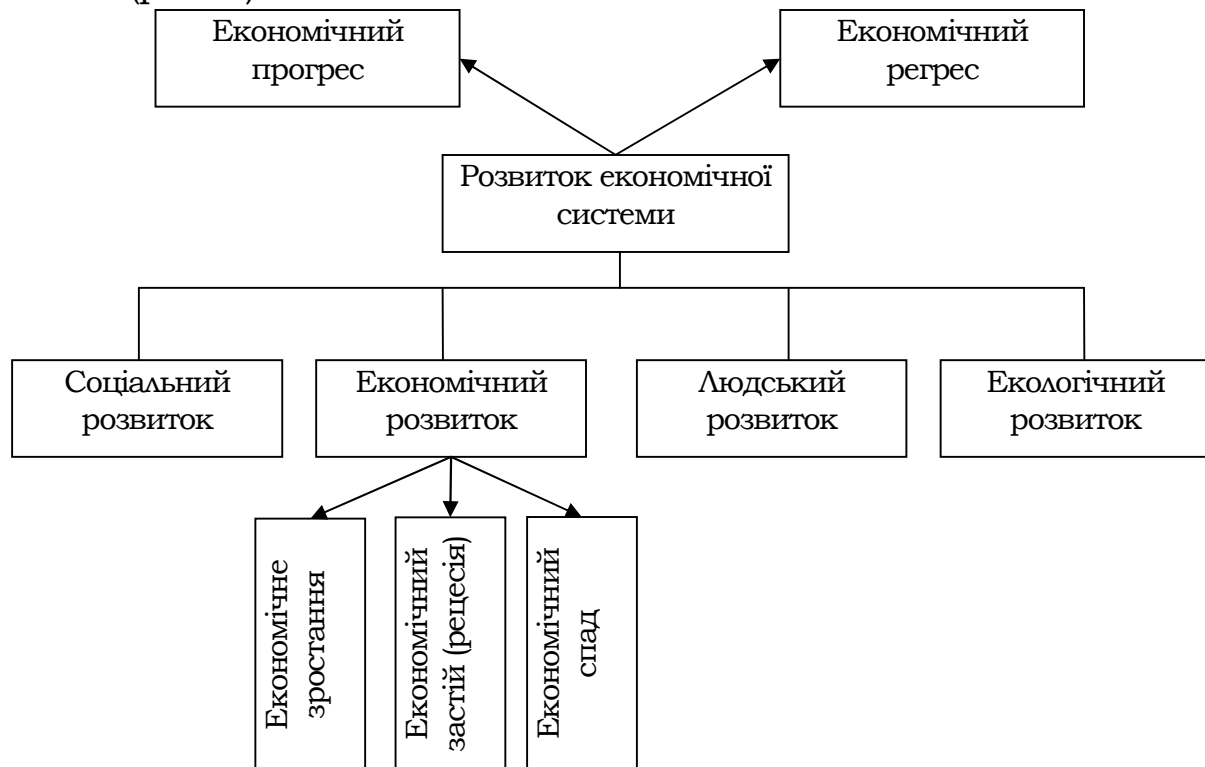 Економічний
прогрес
Економічний
регрес
Розвиток економічної
системи
Соціальний
розвиток
Економічний
розвиток
Людський
розвиток
Екологічний
розвиток
Економічне
зростання
Економічний
застій (рецесія)
Економічний
спад